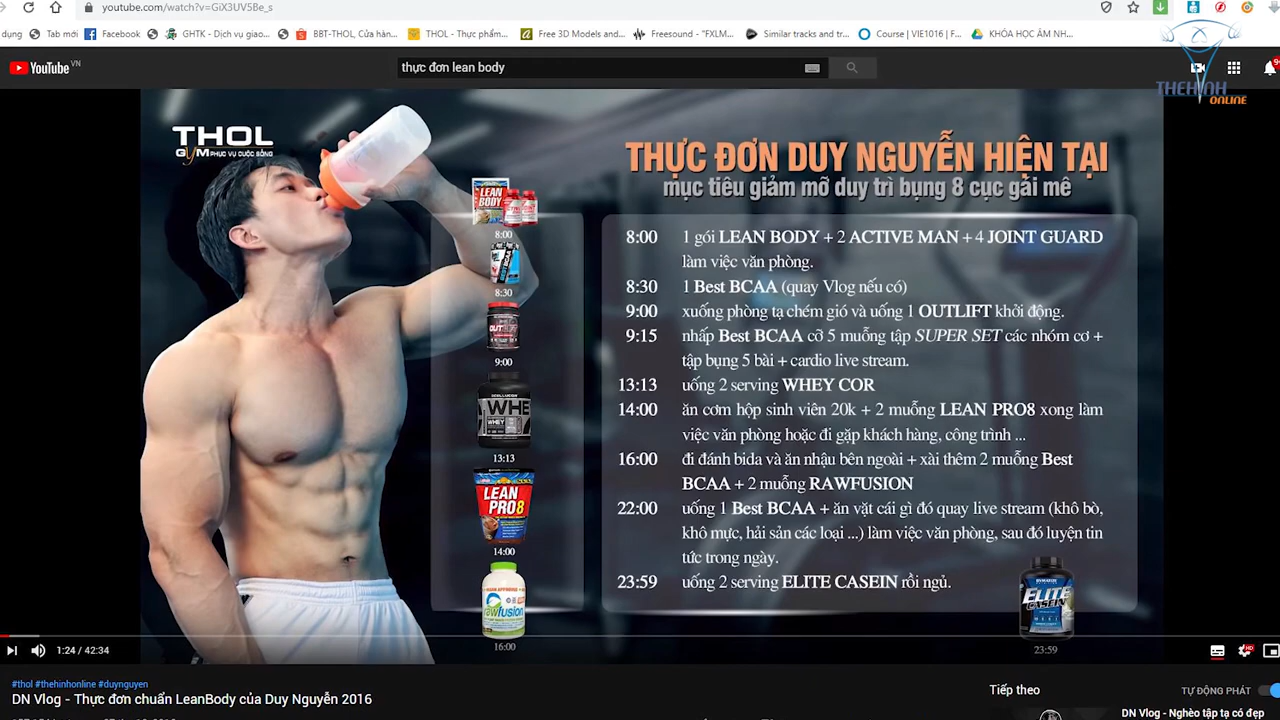 youtube.com/watch?v=GiX3UV5Be_s
dụng Tab mới Facebook GHTK - Dịch vụ giao... BBT-THOL, Cửa hàn... THOL - Thực phẩm... Free 3D Models and... Freesound - "FXLM... Similar tracks and tr... Course | VIE1016 | F... KHÓA HỌC ÂM NH...
THEHINH
ONLINE
YouTube VN
thực đơn lean body
9+
THOL
GYM PHỤC VỤ CUỘC SỐNG
THỰC ĐƠN DUY NGUYỄN HIỆN TẠI
mục tiêu giảm mỡ duy trì bụng 8 cục gái mê
LEAN
BODY
8:00
8:30
OUTLIFT
9:00
CELLUCOR
WHE
WHEY
13:13
LEAN
PRO8
14:00
rawfusion
16:00
8:00 1 gói LEAN BODY + 2 ACTIVE MAN + 4 JOINT GUARD
làm việc văn phòng.
8:30 1 Best BCAA (quay Vlog nếu có)
9:00 xuống phòng tạ chém gió và uống 1 OUTLIFT khởi động.
9:15 nhấp Best BCAA cỡ 5 muỗng tập SUPER SET các nhóm cơ +
tập bụng 5 bài + cardio live stream.
13:13 uống 2 serving WHEY COR
14:00 ăn cơm hộp sinh viên 20k + 2 muỗng LEAN PRO8 xong làm
việc văn phòng hoặc đi gặp khách hàng, công trình ...
16:00 đi đánh bida và ăn nhậu bên ngoài + xài thêm 2 muỗng Best
BCAA + 2 muỗng RAWFUSION
22:00 uống 1 Best BCAA + ăn vặt cái gì đó quay live stream (khô bò,
khô mực, hải sản các loại ...) làm việc văn phòng, sau đó luyện tin
tức trong ngày.
23:59 uống 2 serving ELITE CASEIN rồi ngủ.
DYMATIZE
ELITE
CASEIN
23:59
1:24 / 42:34
HD
#thol #thehinhonline #duynguyen
DN Vlog - Thực đơn chuẩn LeanBody của Duy Nguyễn 2016
Tiếp theo
TỰ ĐỘNG PHÁT
DN Vlog - Nghèo tập tạ có đẹp